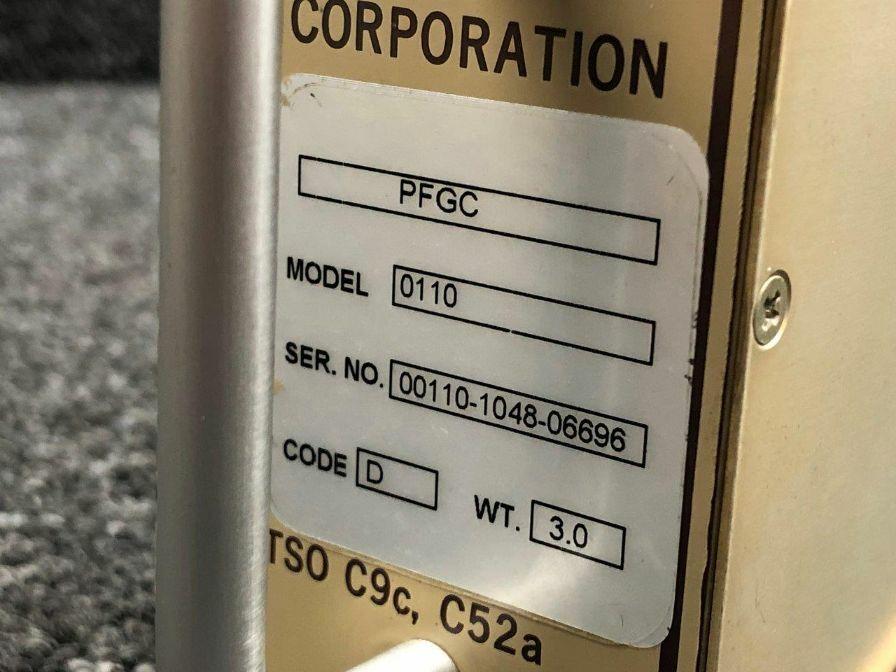 CORPORATION
PFGC
MODEL 0110
SER. NO. 00110-1048-06696
CODE D WT. 3.0
TSO C9c, C52a